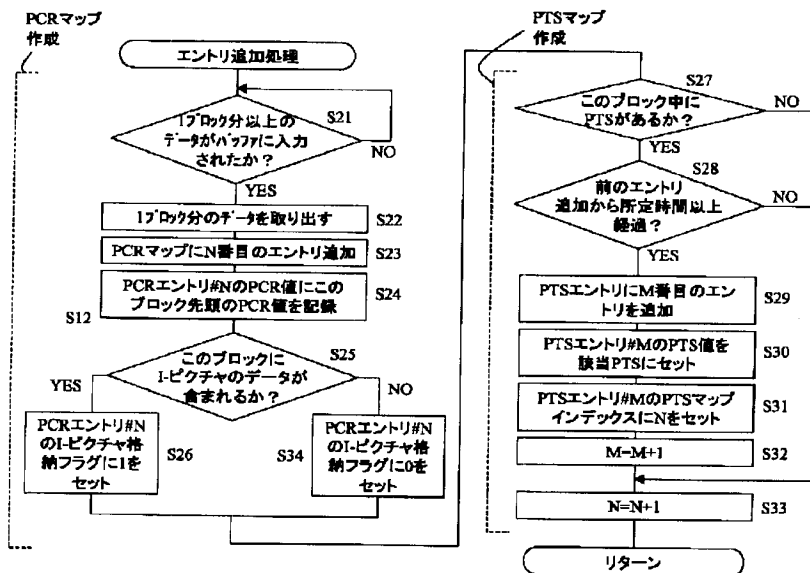 PCRマップ
作成
エントリ追加処理
1ブロック分以上の
データがバッファに入力
されたか？
S21
NO
YES
1ブロック分のデータを取り出す
S22
PCRマップにN番目のエントリ追加
S23
PCRエントリ#NのPCR値にこの
ブロック先頭のPCR値を記録
S24
S12
このブロックに
I-ピクチャのデータが
含まれるか？
S25
YES
NO
PCRエントリ#N
のI-ピクチャ格
納フラグに1を
セット
S26
S34
PCRエントリ#N
のI-ピクチャ格
納フラグに0を
セット
PTSマップ
作成
S27
このブロック中に
PTSがあるか？
NO
YES
S28
前のエントリ
追加から所定時間以上
経過？
NO
YES
PTSエントリにM番目のエン
トリを追加
S29
PTSエントリ#MのPTS値を
該当PTSにセット
S30
PTSエントリ#MのPTSマップ
インデックスにNをセット
S31
M=M+1
S32
N=N+1
S33
リターン